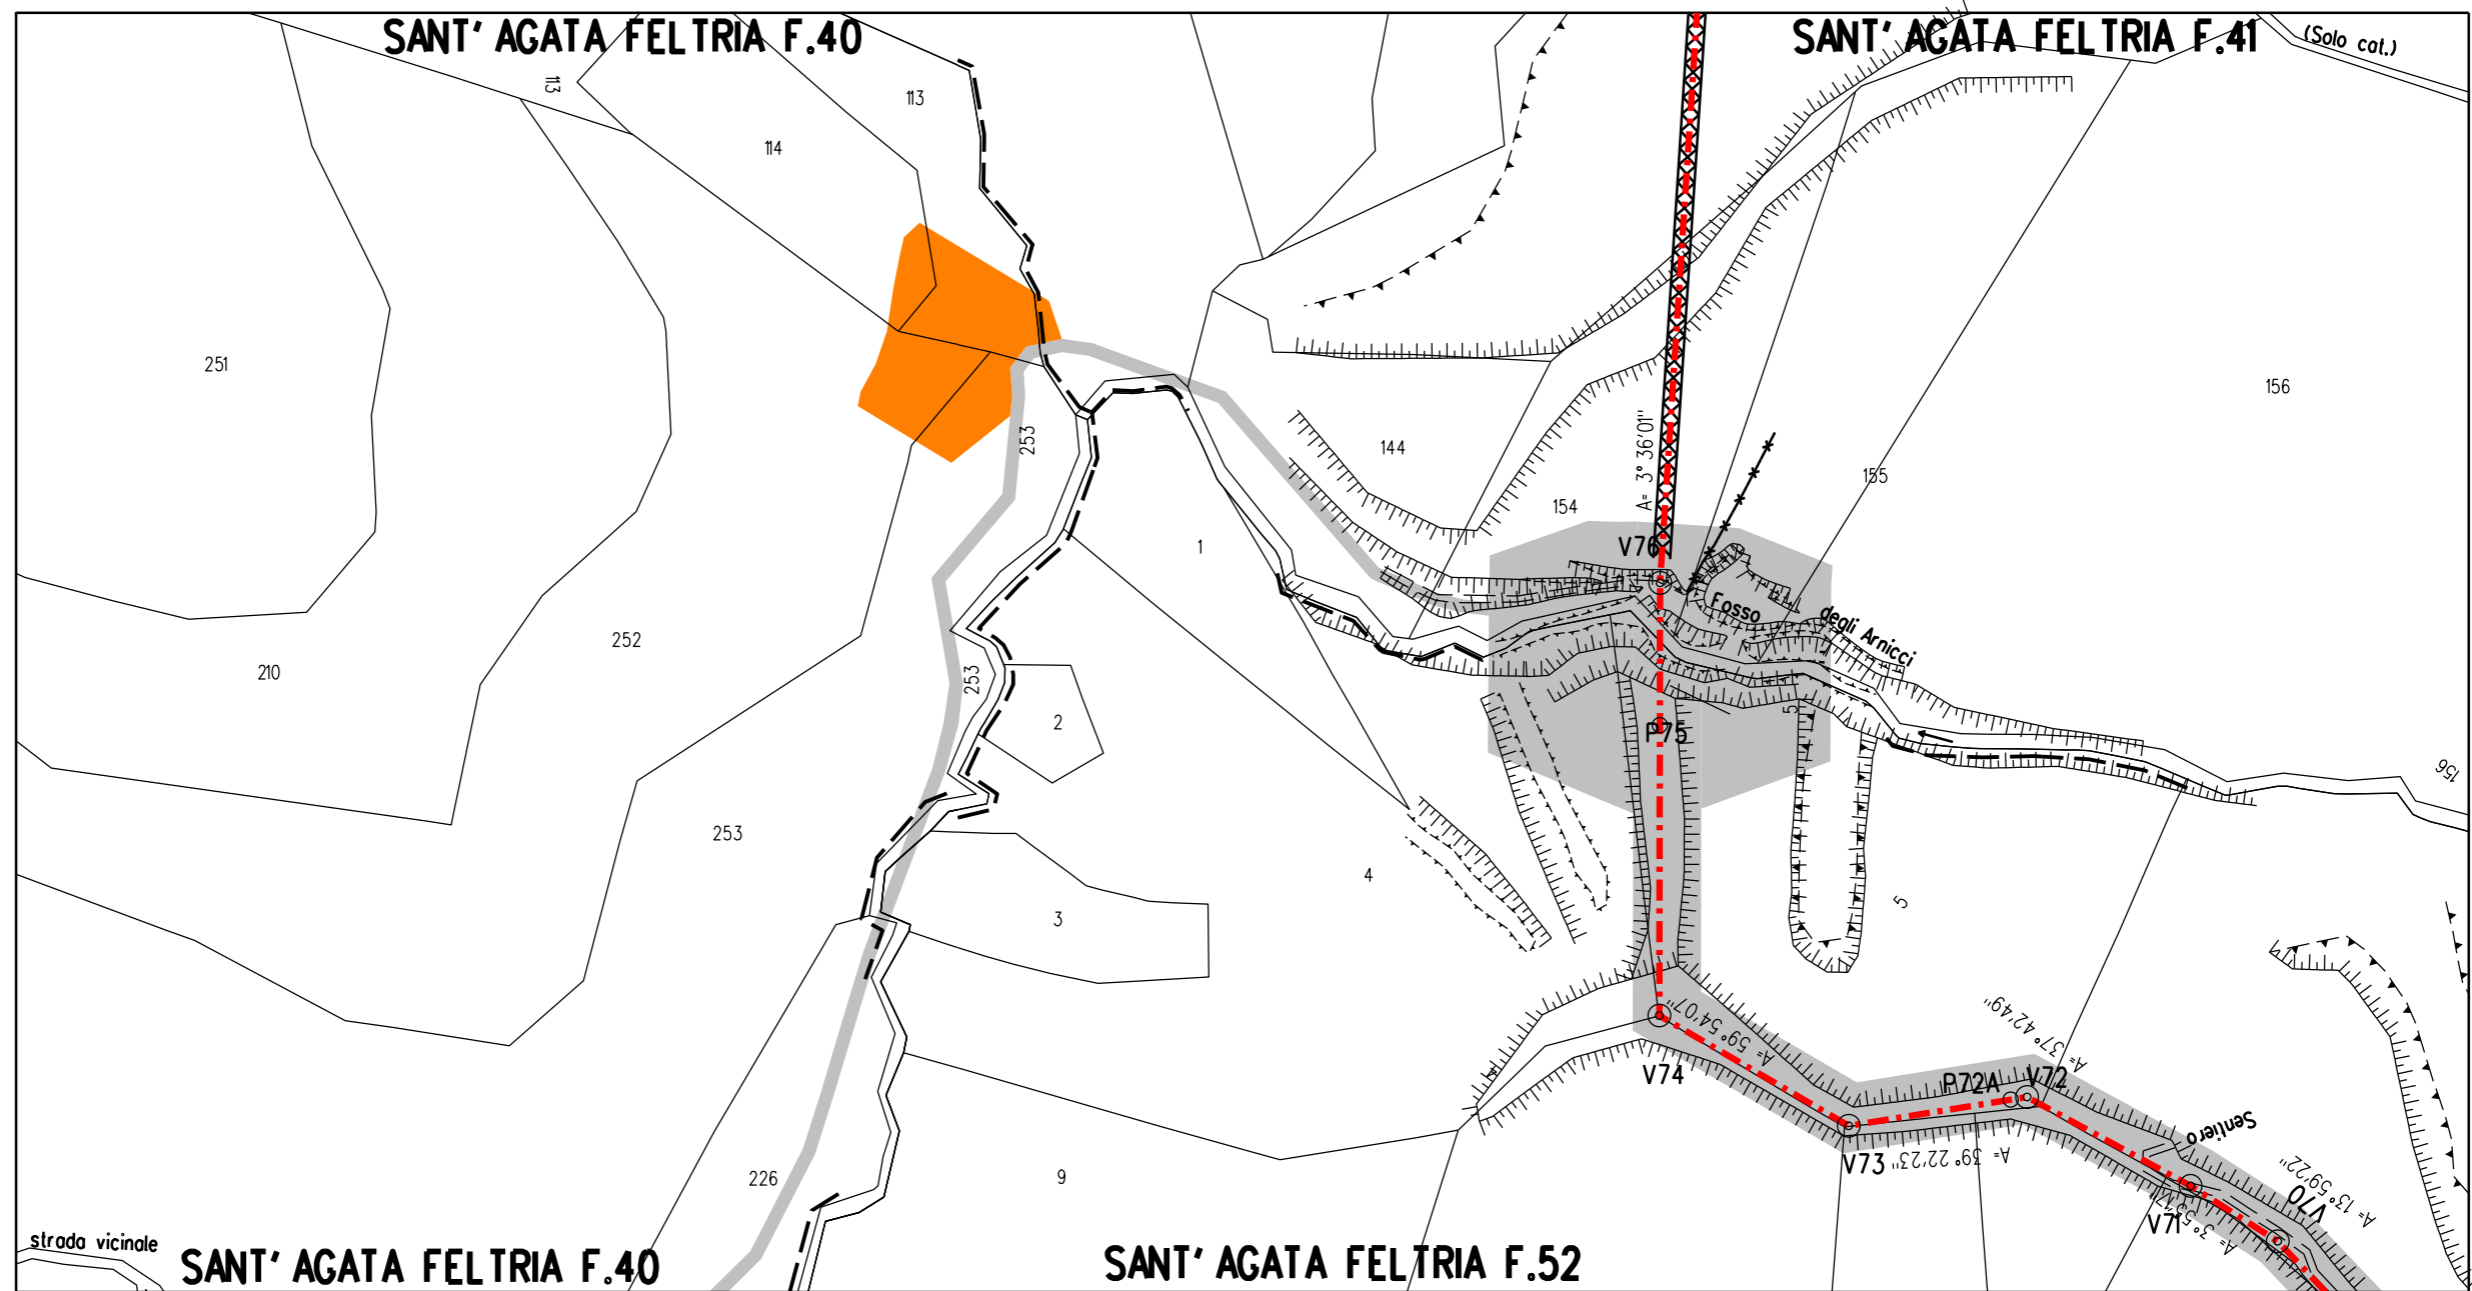 SANT' AGATA FELTRIA F.40
SANT' AGATA FELTRIA F.41
(Solo cat.)
113
113
114
251
156
144
253
A= 3° 36'01"
155
154
1
V76
Fosso
degli Arnicci
252
210
253
2
5
P75
156
253
4
3
5
A= 59° 54'07"
A= 37° 42'49"
V74
P72A
V72
Sentiero
V73
A= 39° 22'23"
A= 13° 59'22"
226
9
V70
V71
strada vicinale
SANT' AGATA FELTRIA F.40
SANT' AGATA FELTRIA F.52